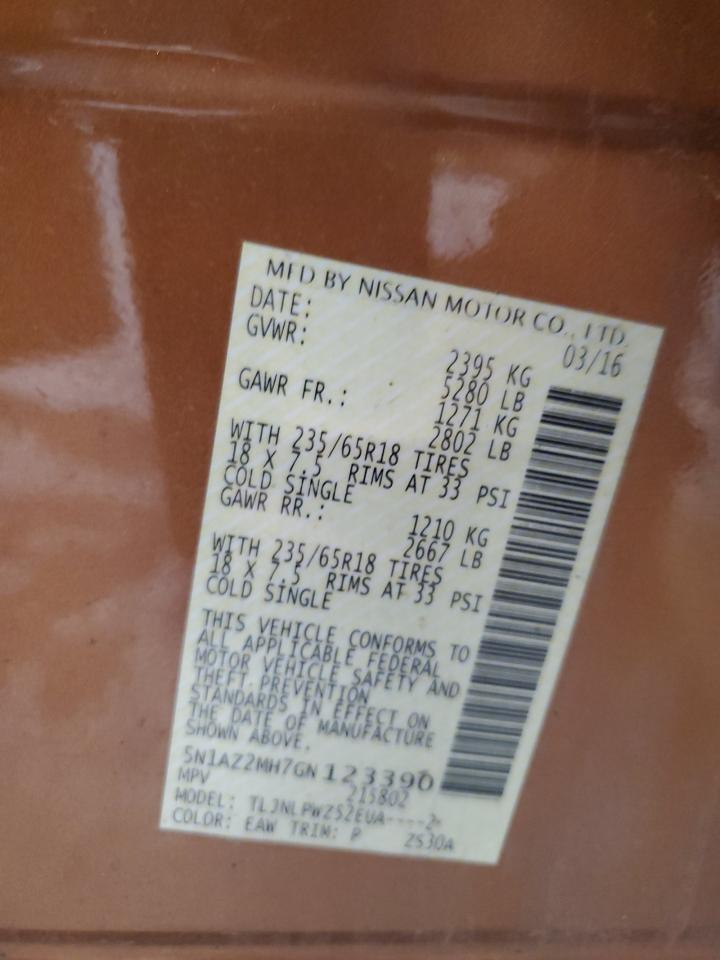 MFD BY NISSAN MOTOR CO., LTD.
DATE: 03/16
GVWR: 2395 KG
5280 LB
GAWR FR.: 1271 KG
2802 LB
WITH 235/65R18 TIRES
18 X 7.5 RIMS AT 33 PSI
COLD SINGLE
GAWR RR.: 1210 KG
2667 LB
WITH 235/65R18 TIRES
18 X 7.5 RIMS AT 33 PSI
COLD SINGLE
THIS VEHICLE CONFORMS TO
ALL APPLICABLE FEDERAL
MOTOR VEHICLE SAFETY AND
THEFT PREVENTION
STANDARDS IN EFFECT ON
THE DATE OF MANUFACTURE
SHOWN ABOVE.
5N1AZ2MH7GN123390
MPV 215802
MODEL: TLJNLPWZ52EUA----2-
COLOR: EAW TRIM: P 2S30A